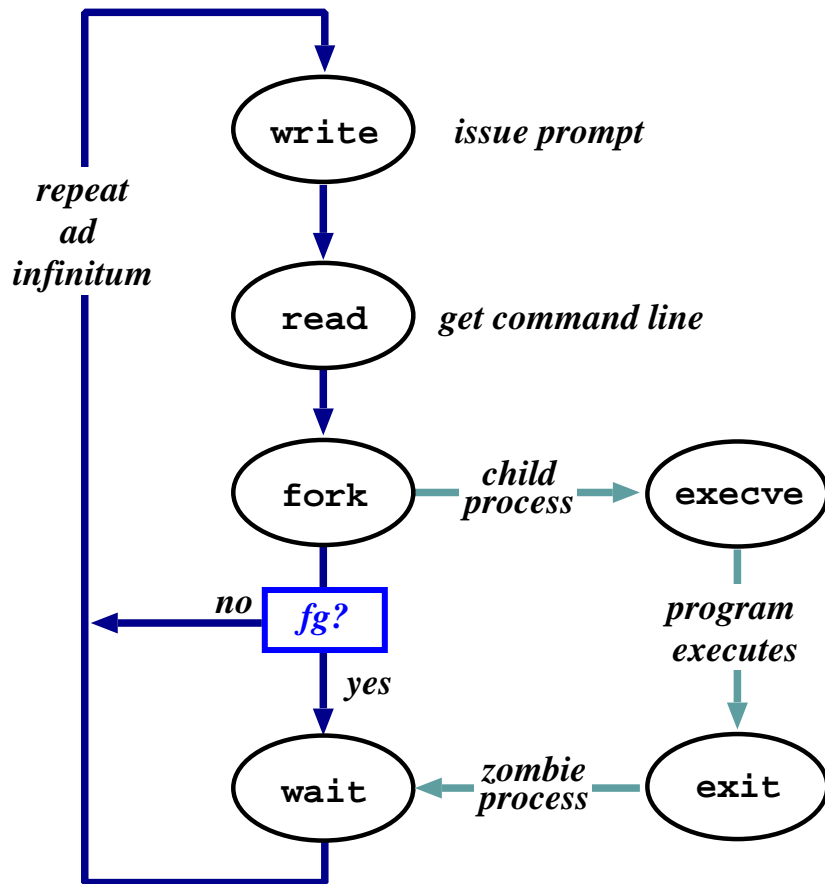 write
issue prompt
repeat
ad
infinitum
read
get command line
fork
child
process
execve
no
fg?
program
executes
yes
wait
zombie
process
exit